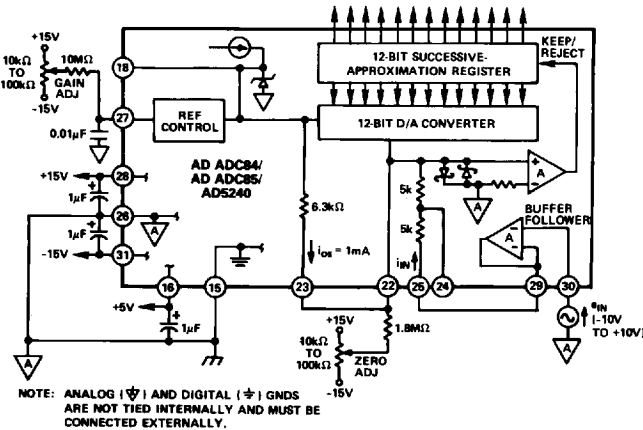 +15V
10kΩ
TO
100kΩ
-15V
10MΩ
GAIN
ADJ
0.01µF
18
27
REF
CONTROL
12-BIT SUCCESSIVE-
APPROXIMATION REGISTER
KEEP/
REJECT
12-BIT D/A CONVERTER
AD ADC84/
AD ADC85/
AD5240
+15V
28
1µF
26
A
1µF
-15V
31
6.3kΩ
iOS = 1mA
5k
5k
iIN
A
A
BUFFER
FOLLOWER
A
16
15
23
22
25
24
29
30
+5V
1µF
A
+15V
10kΩ
TO
100kΩ
-15V
1.8MΩ
ZERO
ADJ
eIN
(-10V
TO +10V)
A
NOTE: ANALOG (A) AND DIGITAL (⏚) GNDS
ARE NOT TIED INTERNALLY AND MUST BE
CONNECTED EXTERNALLY.